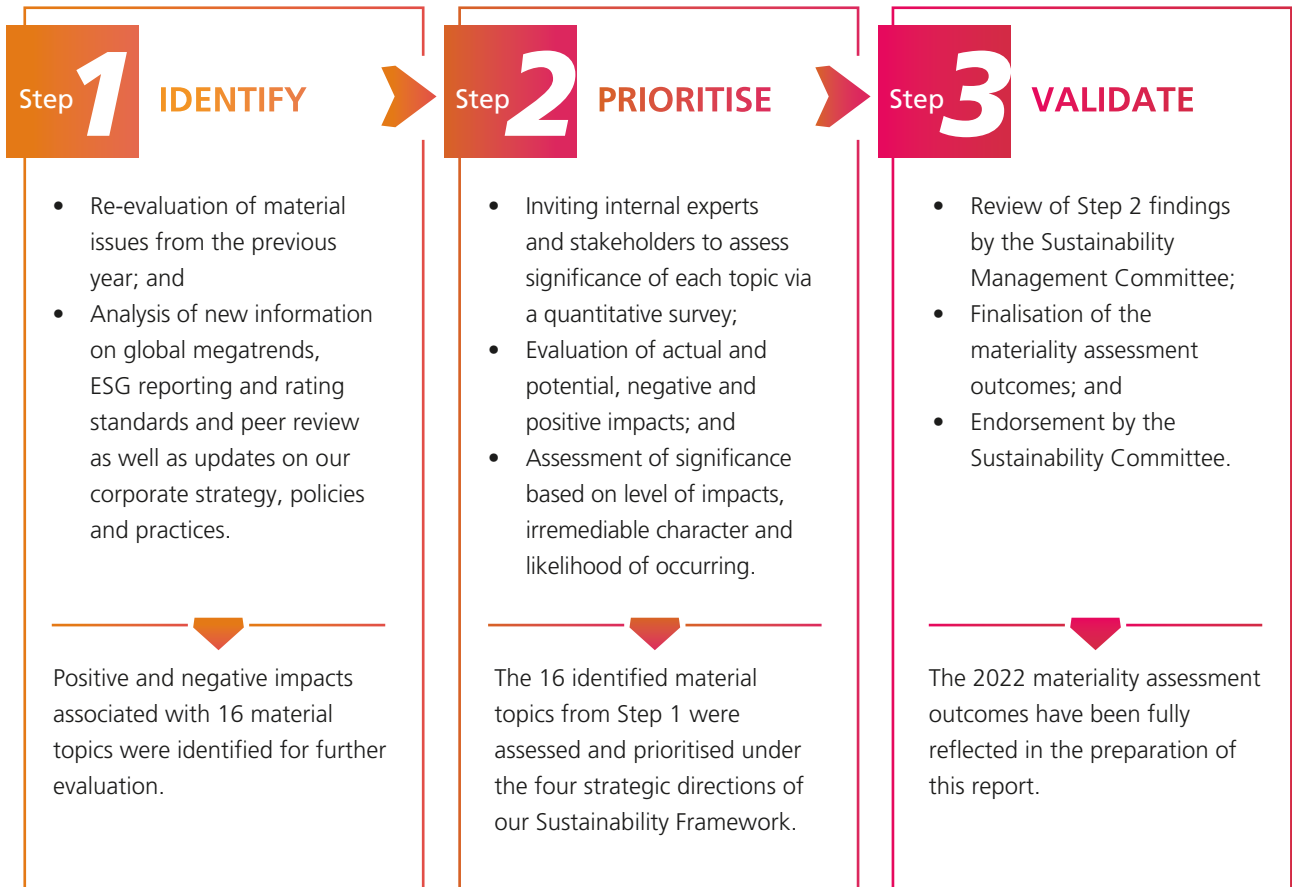 Step 1 IDENTIFY
• Re-evaluation of material
issues from the previous
year; and
• Analysis of new information
on global megatrends,
ESG reporting and rating
standards and peer review
as well as updates on our
corporate strategy, policies
and practices.
Positive and negative impacts
associated with 16 material
topics were identified for further
evaluation.
Step 2 PRIORITISE
• Inviting internal experts
and stakeholders to assess
significance of each topic via
a quantitative survey;
• Evaluation of actual and
potential, negative and
positive impacts; and
• Assessment of significance
based on level of impacts,
irremediable character and
likelihood of occurring.
The 16 identified material
topics from Step 1 were
assessed and prioritised under
the four strategic directions of
our Sustainability Framework.
Step 3 VALIDATE
• Review of Step 2 findings
by the Sustainability
Management Committee;
• Finalisation of the
materiality assessment
outcomes; and
• Endorsement by the
Sustainability Committee.
The 2022 materiality assessment
outcomes have been fully
reflected in the preparation of
this report.